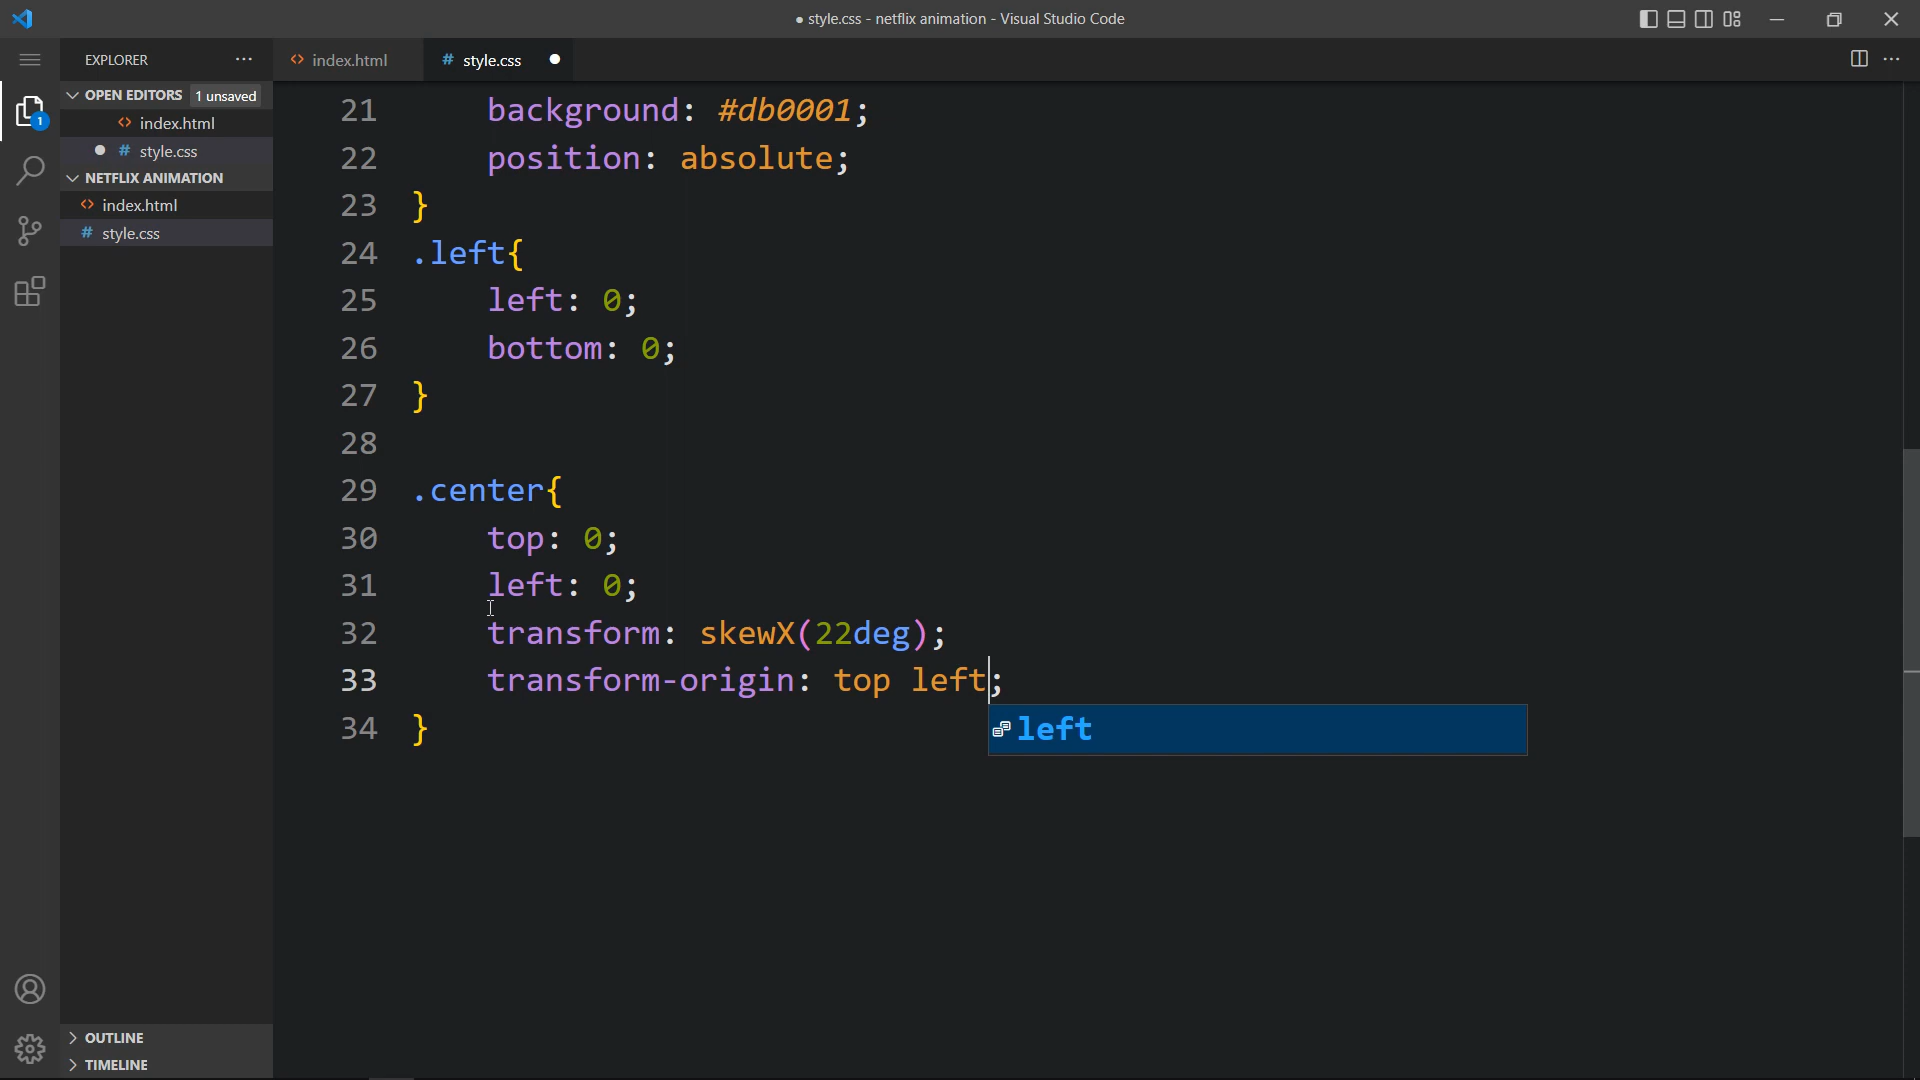 ● style.css - netflix animation - Visual Studio Code
EXPLORER
index.html
# style.css
OPEN EDITORS 1 unsaved
index.html
# style.css
NETFLIX ANIMATION
index.html
# style.css
1
21 background: #db0001;
22 position: absolute;
23 }
24 .left{
25 left: 0;
26 bottom: 0;
27 }
28
29 .center{
30 top: 0;
31 left: 0;
32 transform: skewX(22deg);
33 transform-origin: top left;
34 }
left
OUTLINE
TIMELINE